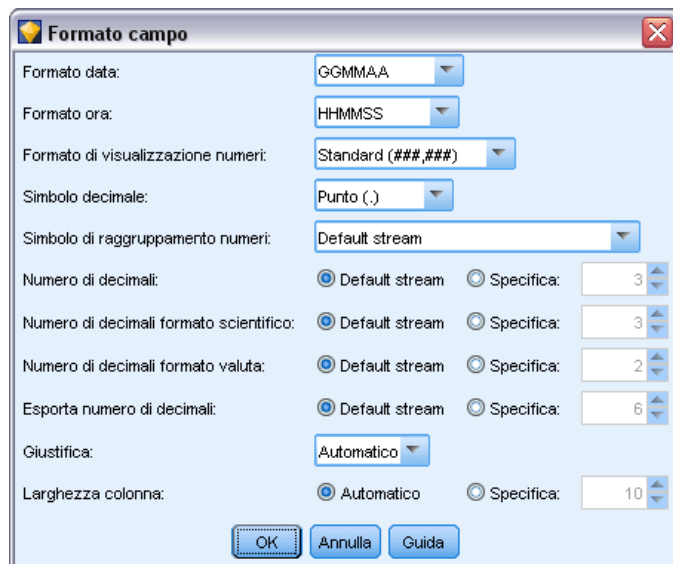 Formato campo
Formato data: GGMMAA
Formato ora: HHMMSS
Formato di visualizzazione numeri: Standard (###,###)
Simbolo decimale: Punto (.)
Simbolo di raggruppamento numeri: Default stream
Numero di decimali: Default stream Specifica: 3
Numero di decimali formato scientifico: Default stream Specifica: 3
Numero di decimali formato valuta: Default stream Specifica: 2
Esporta numero di decimali: Default stream Specifica: 6
Giustifica: Automatico
Larghezza colonna: Automatico Specifica: 10
OK Annulla Guida